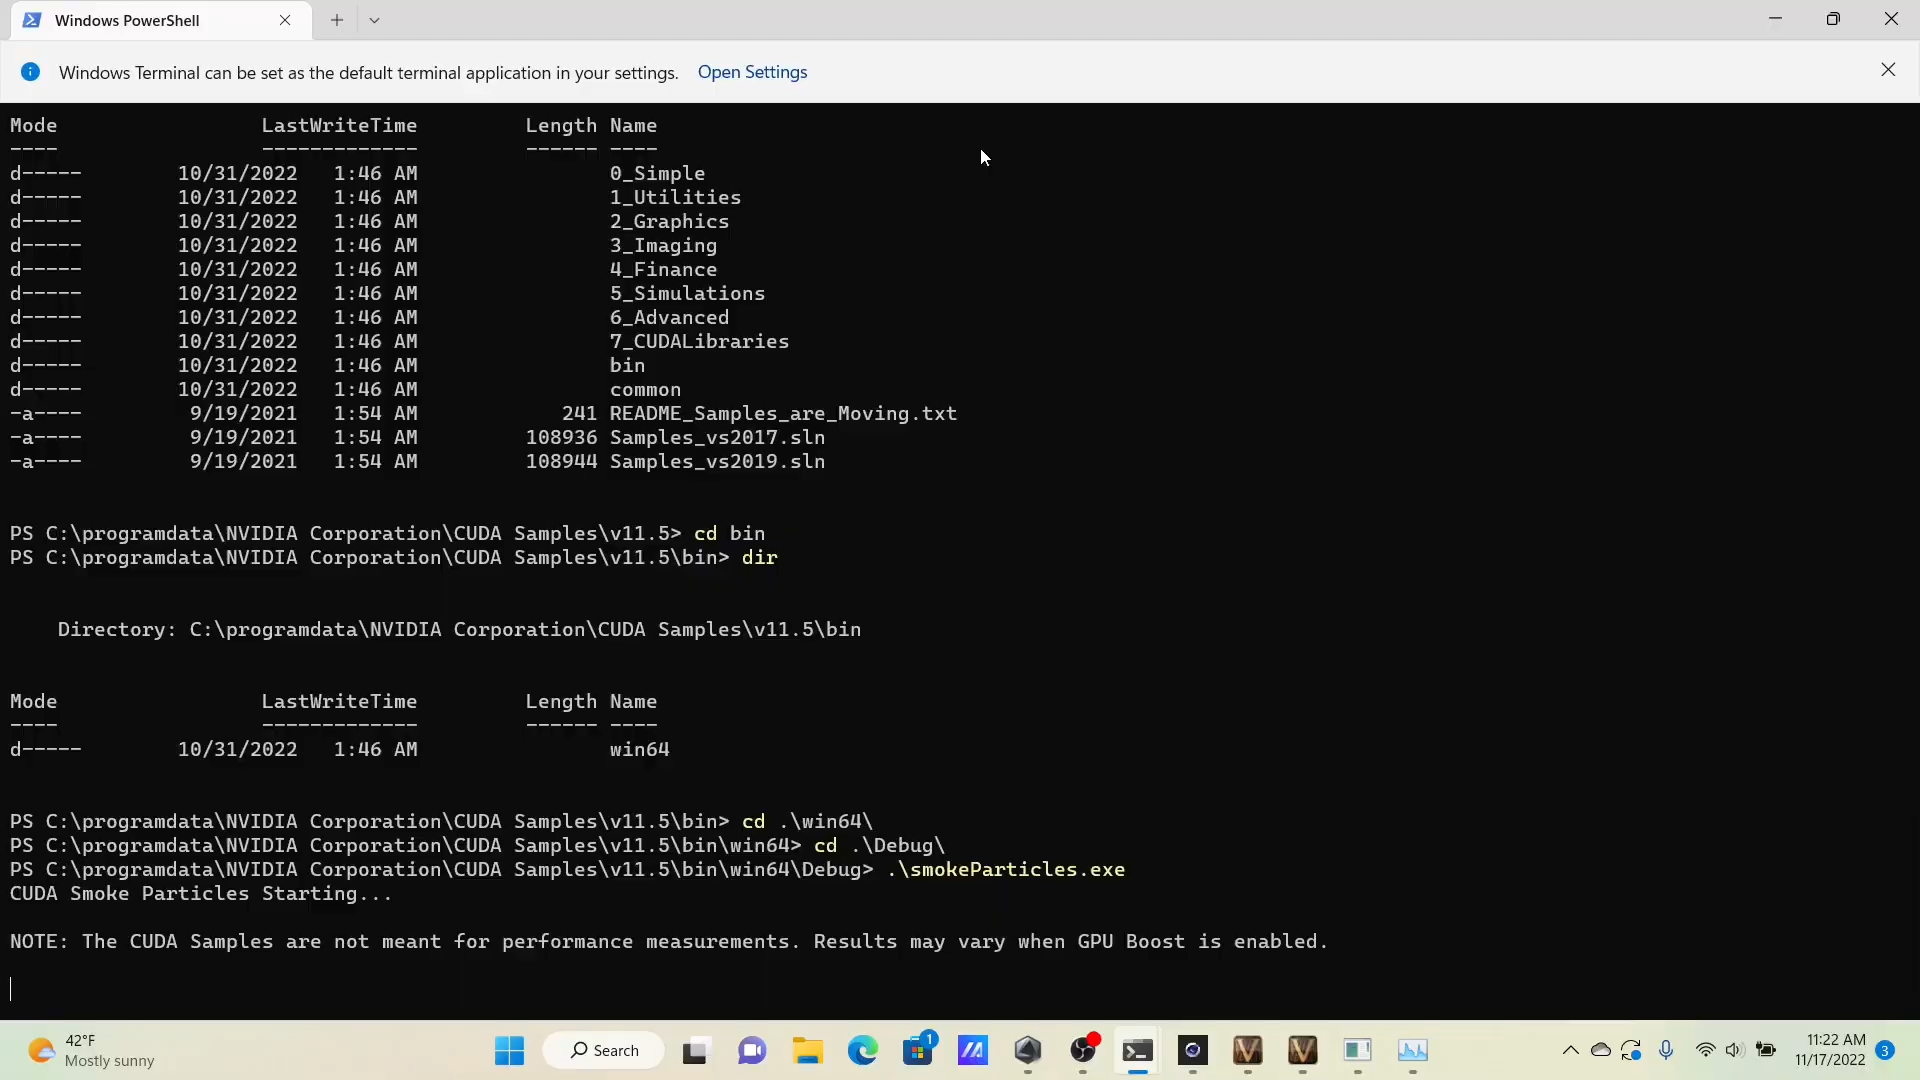 Windows PowerShell
Windows Terminal can be set as the default terminal application in your settings. Open Settings
Mode LastWriteTime Length Name
---- ------------- ------ ----
d----- 10/31/2022 1:46 AM 0_Simple
d----- 10/31/2022 1:46 AM 1_Utilities
d----- 10/31/2022 1:46 AM 2_Graphics
d----- 10/31/2022 1:46 AM 3_Imaging
d----- 10/31/2022 1:46 AM 4_Finance
d----- 10/31/2022 1:46 AM 5_Simulations
d----- 10/31/2022 1:46 AM 6_Advanced
d----- 10/31/2022 1:46 AM 7_CUDALibraries
d----- 10/31/2022 1:46 AM bin
d----- 10/31/2022 1:46 AM common
-a---- 9/19/2021 1:54 AM 241 README_Samples_are_Moving.txt
-a---- 9/19/2021 1:54 AM 108936 Samples_vs2017.sln
-a---- 9/19/2021 1:54 AM 108944 Samples_vs2019.sln
PS C:\programdata\NVIDIA Corporation\CUDA Samples\v11.5> cd bin
PS C:\programdata\NVIDIA Corporation\CUDA Samples\v11.5\bin> dir
Directory: C:\programdata\NVIDIA Corporation\CUDA Samples\v11.5\bin
Mode LastWriteTime Length Name
---- ------------- ------ ----
d----- 10/31/2022 1:46 AM win64
PS C:\programdata\NVIDIA Corporation\CUDA Samples\v11.5\bin> cd .\win64\
PS C:\programdata\NVIDIA Corporation\CUDA Samples\v11.5\bin\win64> cd .\Debug\
PS C:\programdata\NVIDIA Corporation\CUDA Samples\v11.5\bin\win64\Debug> .\smokeParticles.exe
CUDA Smoke Particles Starting...
NOTE: The CUDA Samples are not meant for performance measurements. Results may vary when GPU Boost is enabled.
42°F
Mostly sunny
Search
1
11:22 AM
11/17/2022
3